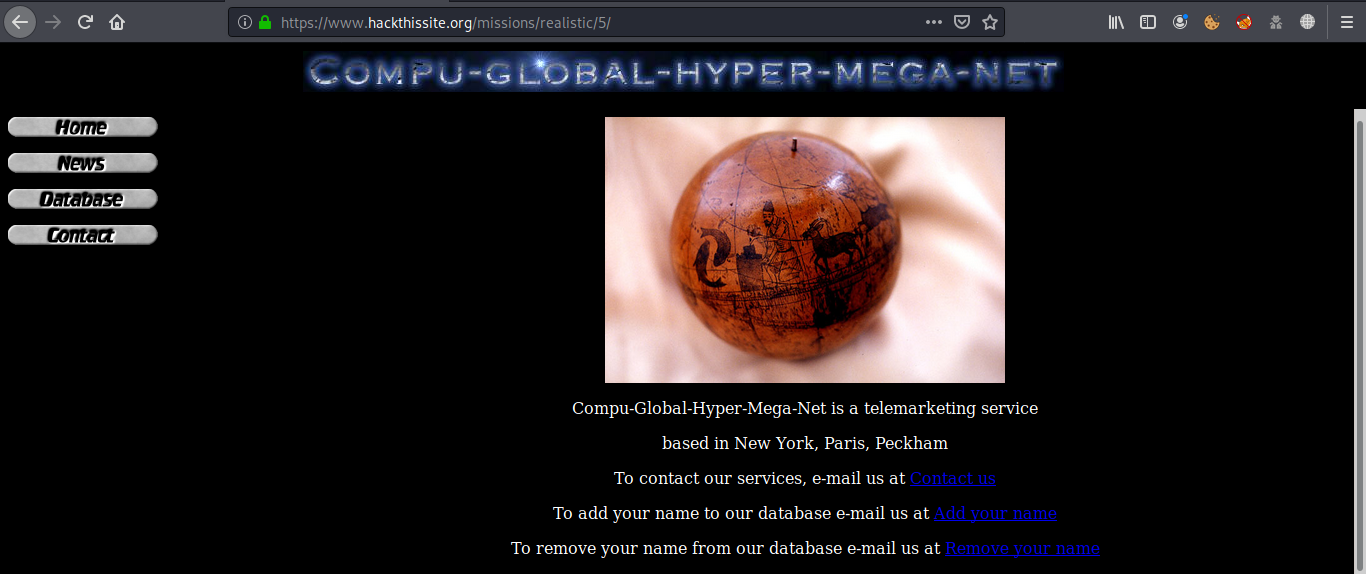 https://www.hackthissite.org/missions/realistic/5/
COMPU-GLOBAL-HYPER-MEGA-NET
Home
News
Database
Contact
Compu-Global-Hyper-Mega-Net is a telemarketing service
based in New York, Paris, Peckham
To contact our services, e-mail us at Contact us
To add your name to our database e-mail us at Add your name
To remove your name from our database e-mail us at Remove your name